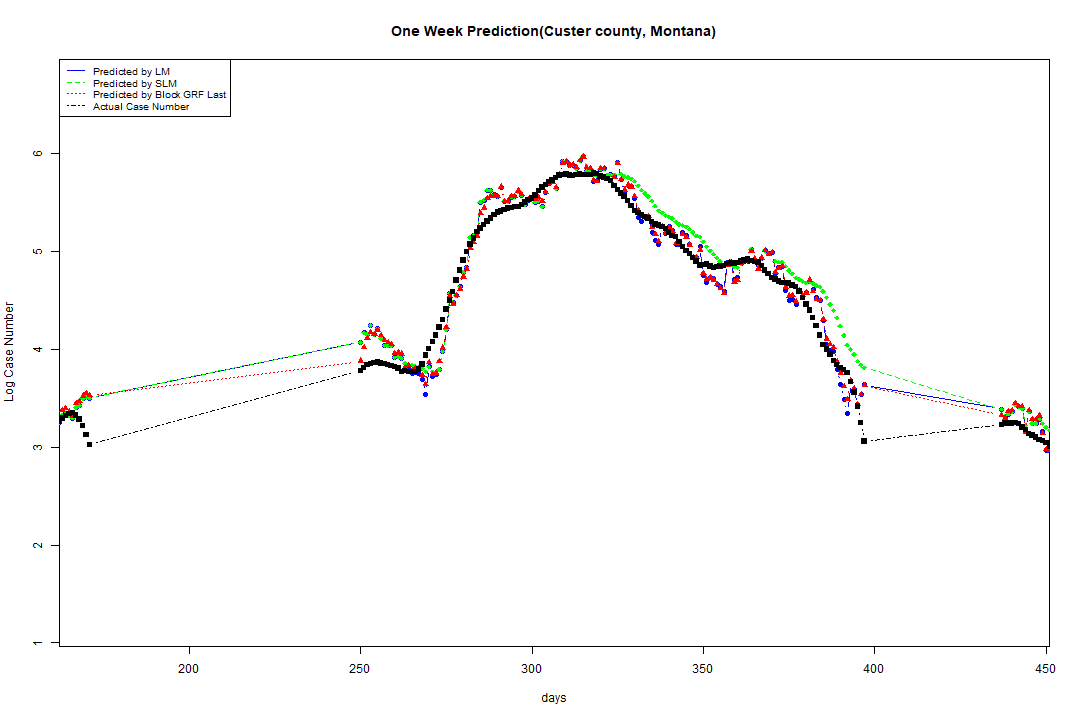 One Week Prediction(Custer county, Montana)
Predicted by LM
Predicted by SLM
Predicted by Block GRF Last
Actual Case Number
6
5
4
3
2
1
Log Case Number
200 250 300 350 400 450
days